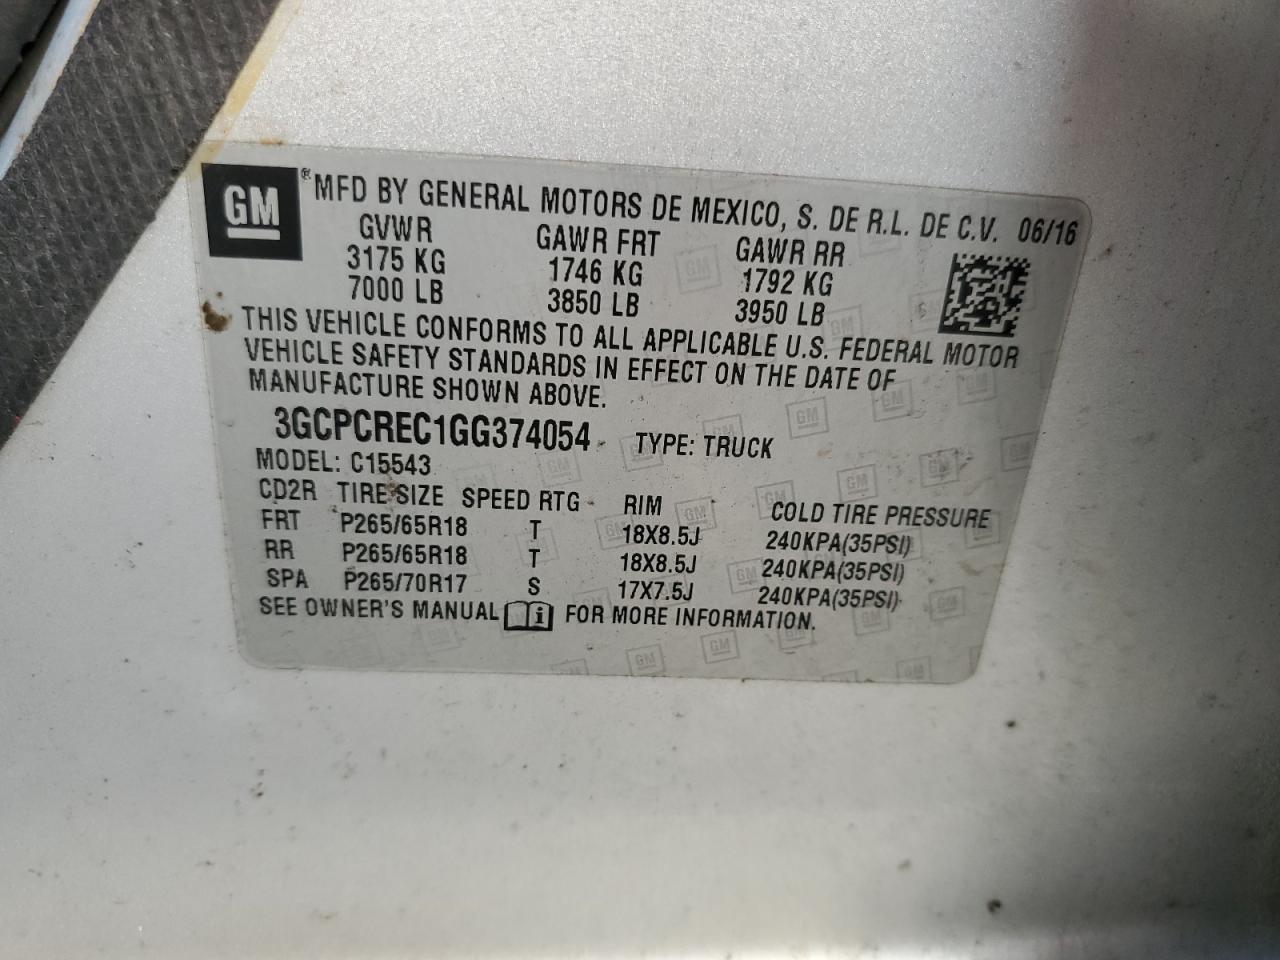 GM ® MFD BY GENERAL MOTORS DE MEXICO, S. DE R.L. DE C.V. 06/16
GVWR GAWR FRT GAWR RR
3175 KG 1746 KG 1792 KG
7000 LB 3850 LB 3950 LB
THIS VEHICLE CONFORMS TO ALL APPLICABLE U.S. FEDERAL MOTOR
VEHICLE SAFETY STANDARDS IN EFFECT ON THE DATE OF
MANUFACTURE SHOWN ABOVE.
3GCPCREC1GG374054 TYPE: TRUCK
MODEL: C15543
CD2R TIRE SIZE SPEED RTG RIM COLD TIRE PRESSURE
FRT P265/65R18 T 18X8.5J 240KPA(35PSI)
RR P265/65R18 T 18X8.5J 240KPA(35PSI)
SPA P265/70R17 S 17X7.5J 240KPA(35PSI)
SEE OWNER'S MANUAL i FOR MORE INFORMATION.